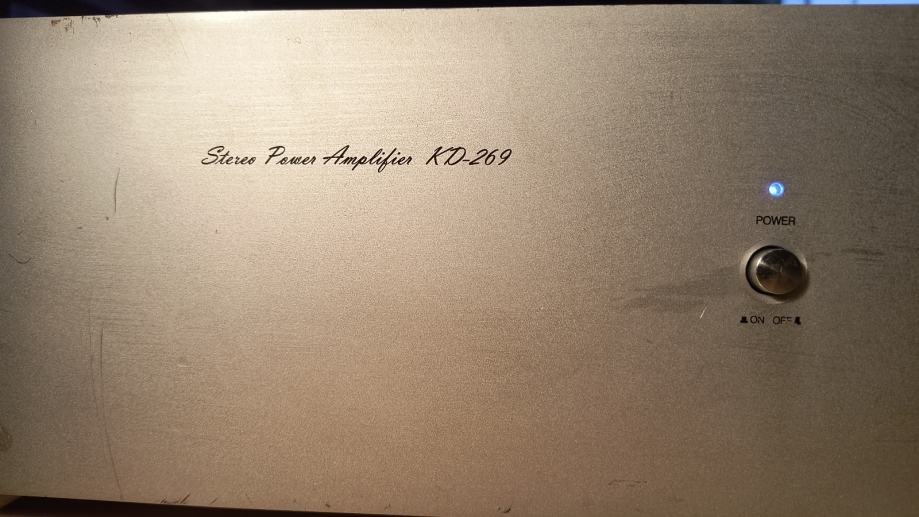 Stereo Power Amplifier KD-269
POWER
ON OFF